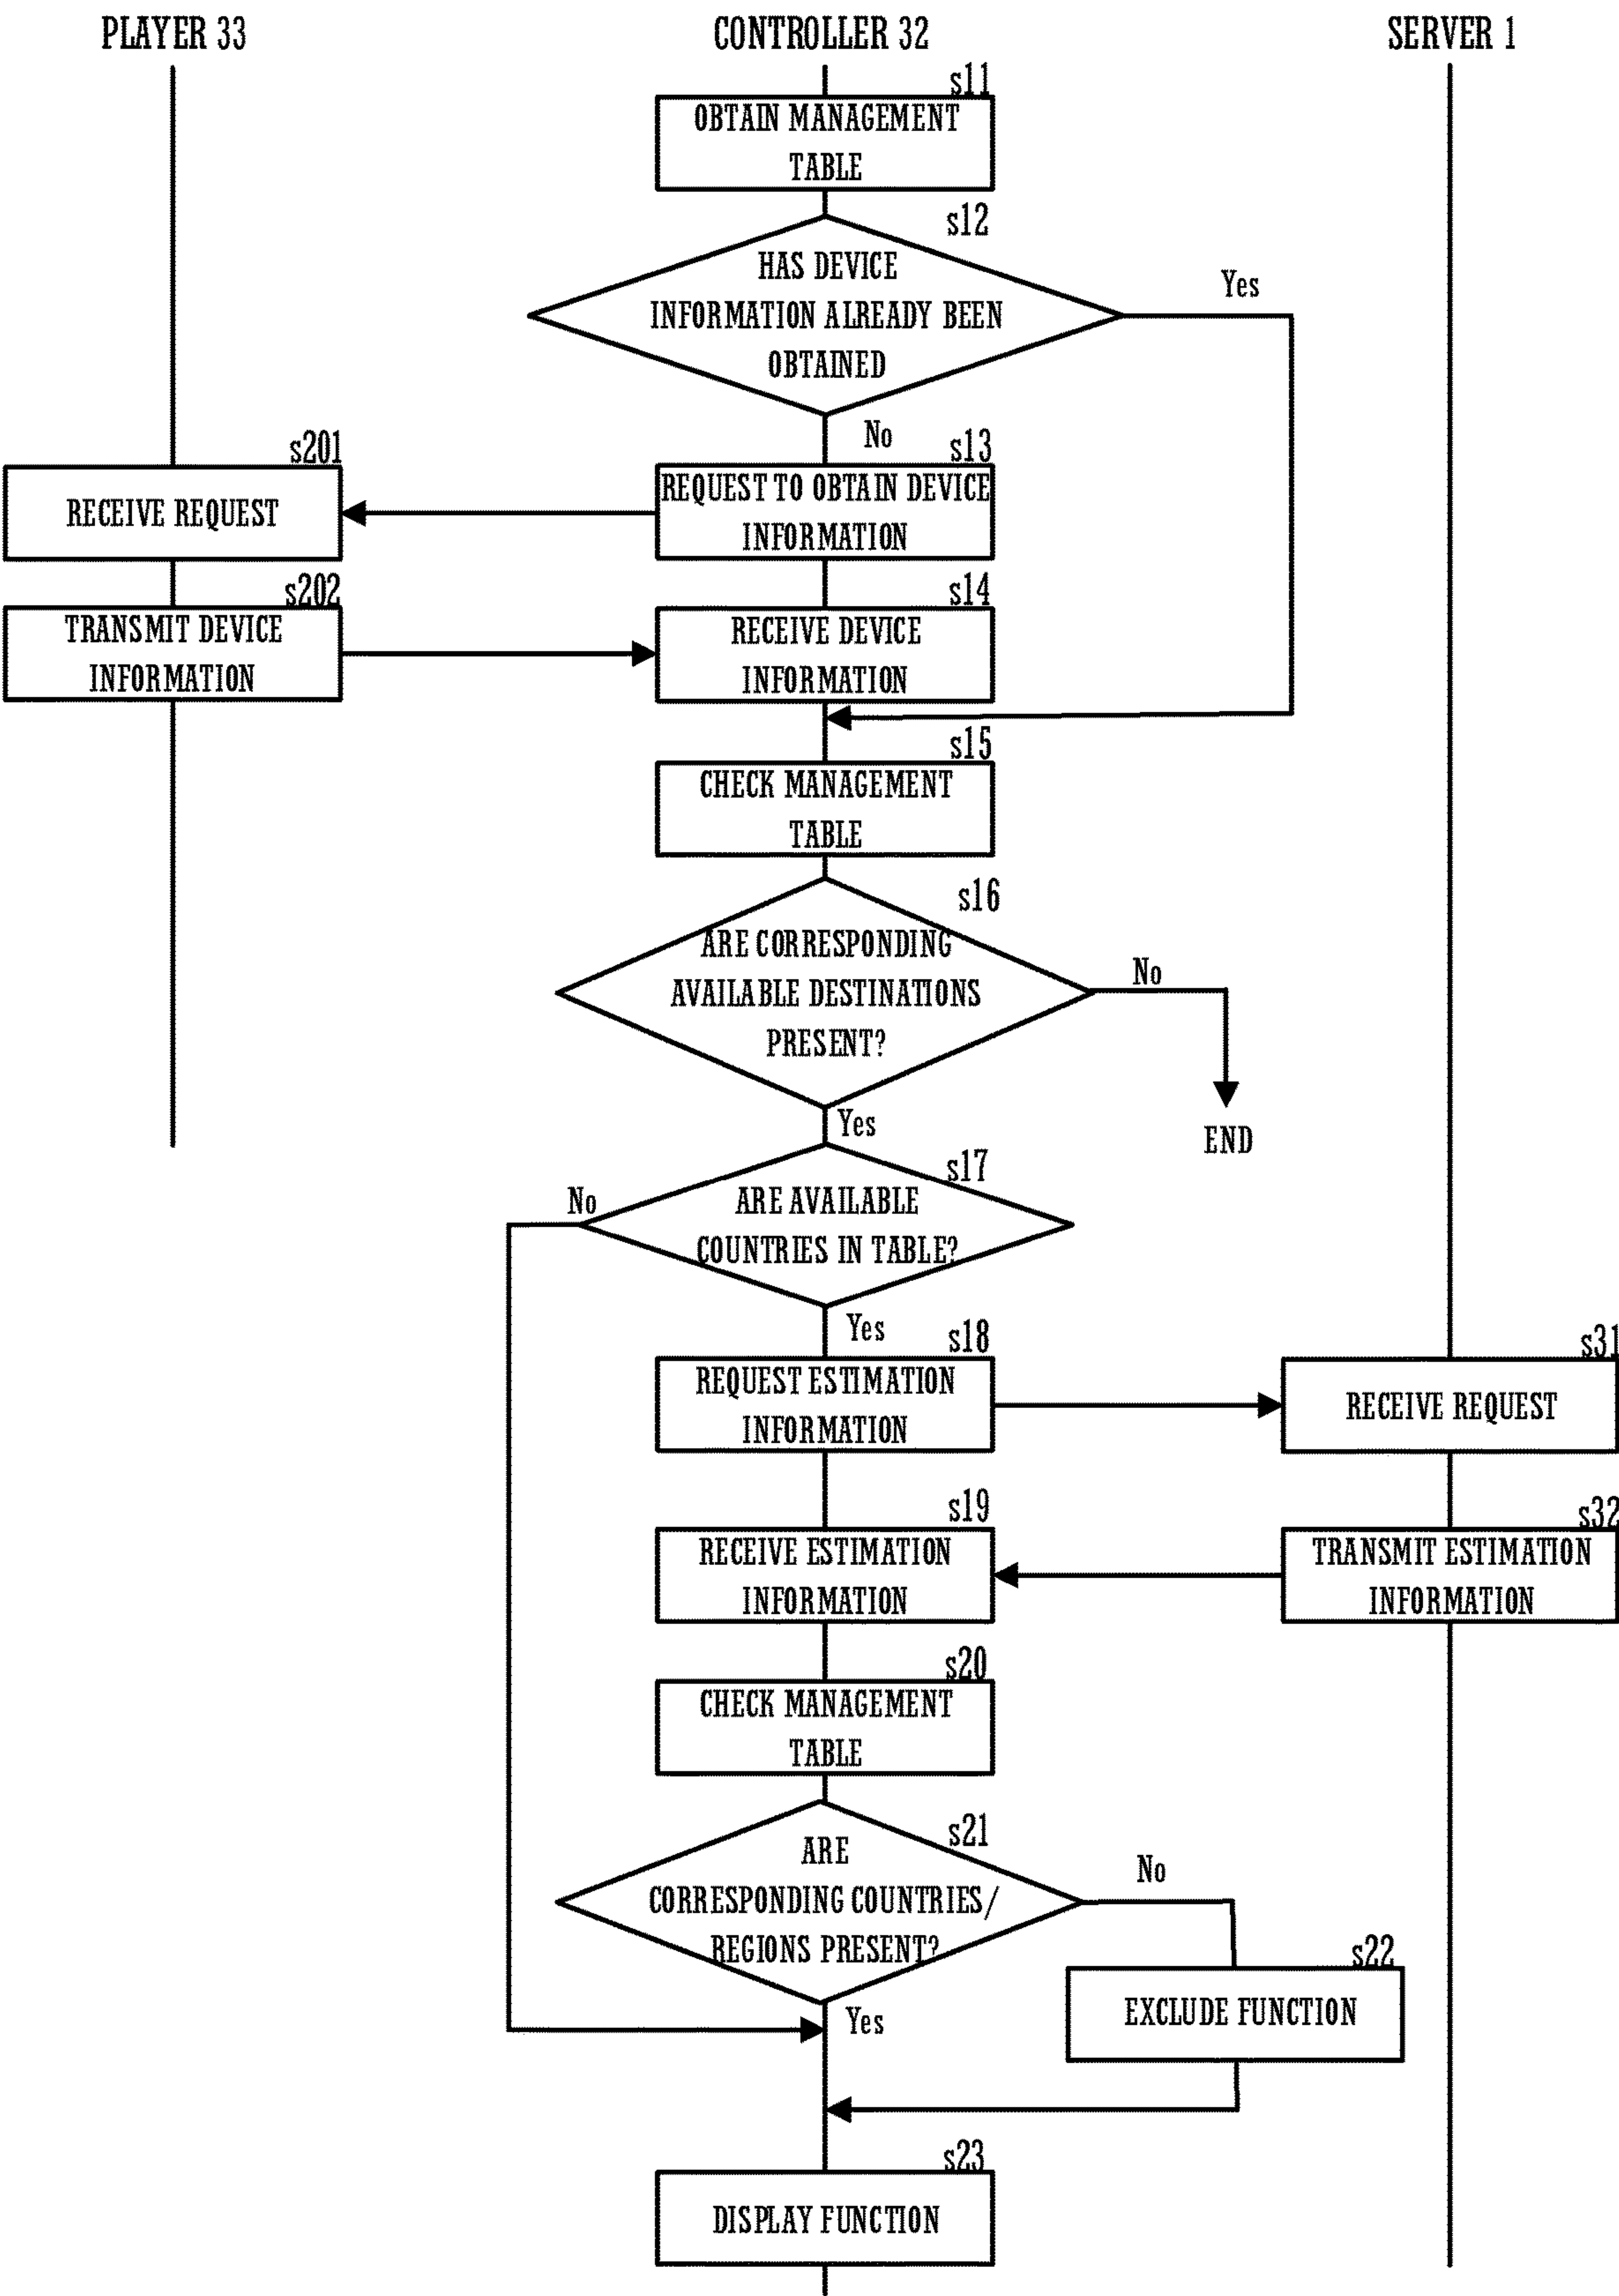 PLAYER 33
CONTROLLER 32
SERVER 1
s11
OBTAIN MANAGEMENT
TABLE
s12
HAS DEVICE
INFORMATION ALREADY BEEN
OBTAINED
Yes
No
s13
REQUEST TO OBTAIN DEVICE
INFORMATION
s201
RECEIVE REQUEST
s202
TRANSMIT DEVICE
INFORMATION
s14
RECEIVE DEVICE
INFORMATION
s15
CHECK MANAGEMENT
TABLE
s16
ARE CORRESPONDING
AVAILABLE DESTINATIONS
PRESENT?
No
END
Yes
s17
ARE AVAILABLE
COUNTRIES IN TABLE?
No
Yes
s18
REQUEST ESTIMATION
INFORMATION
s31
RECEIVE REQUEST
s19
RECEIVE ESTIMATION
INFORMATION
s32
TRANSMIT ESTIMATION
INFORMATION
s20
CHECK MANAGEMENT
TABLE
s21
ARE
CORRESPONDING COUNTRIES/
REGIONS PRESENT?
No
s22
EXCLUDE FUNCTION
Yes
s23
DISPLAY FUNCTION